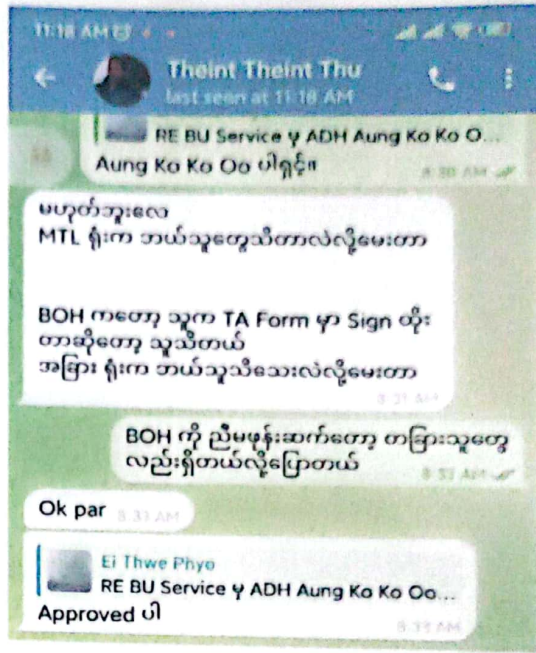 11:18 AM
Theint Theint Thu
last seen at 11:18 AM
RE BU Service မှ ADH Aung Ko Ko O...
Aung Ko Ko Oo ပါရှင့်။
8:30 AM
မဟုတ်ဘူးလေ
MTL ရုံးက ဘယ်သူတွေသိတာလဲလို့မေးတာ
BOH ကတော့ သူက TA Form မှာ Sign ထိုး
တာဆိုတော့ သူသိတယ်
အခြား ရုံးက ဘယ်သူသိသေးလဲလို့မေးတာ
8:31 AM
BOH ကို ညီမဖုန်းဆက်တော့ တခြားသူတွေ
လည်းရှိတယ်လို့ပြောတယ်
8:33 AM
Ok par 8:33 AM
Ei Thwe Phyo
RE BU Service မှ ADH Aung Ko Ko Oo...
Approved ပါ
8:33 AM